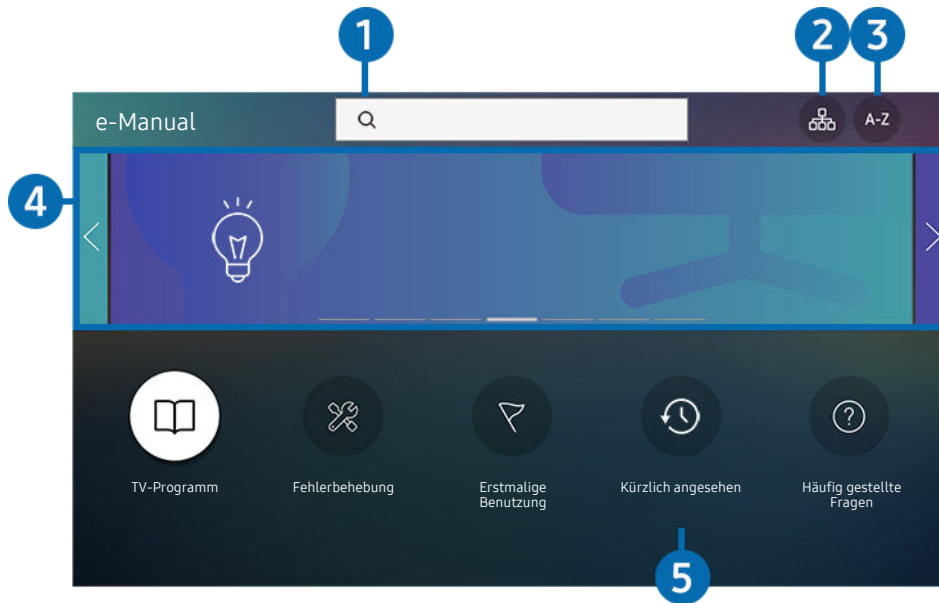 1
2
3
e-Manual
A-Z
4
TV-Programm
Fehlerbehebung
Erstmalige
Benutzung
Kürzlich angesehen
Häufig gestellte
Fragen
5